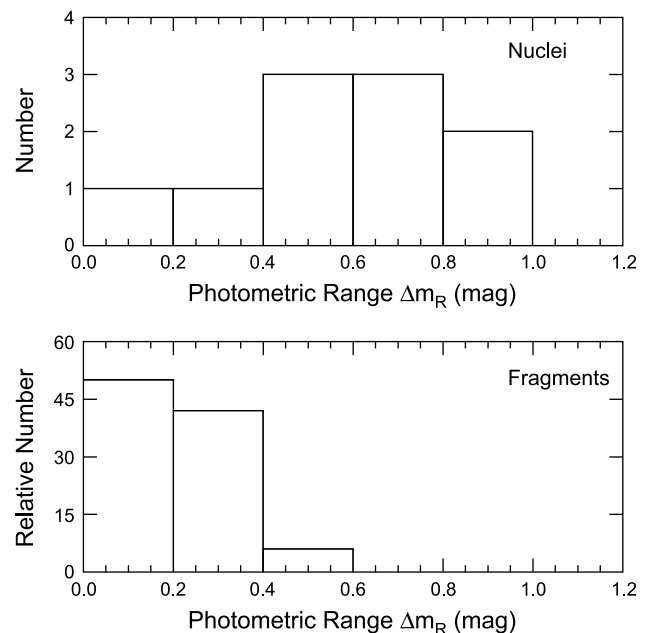 4
3
2
1
0
Number
Nuclei
0.0 0.2 0.4 0.6 0.8 1.0 1.2
Photometric Range Δm_R (mag)
60
45
30
15
0
Relative Number
Fragments
0.0 0.2 0.4 0.6 0.8 1.0 1.2
Photometric Range Δm_R (mag)